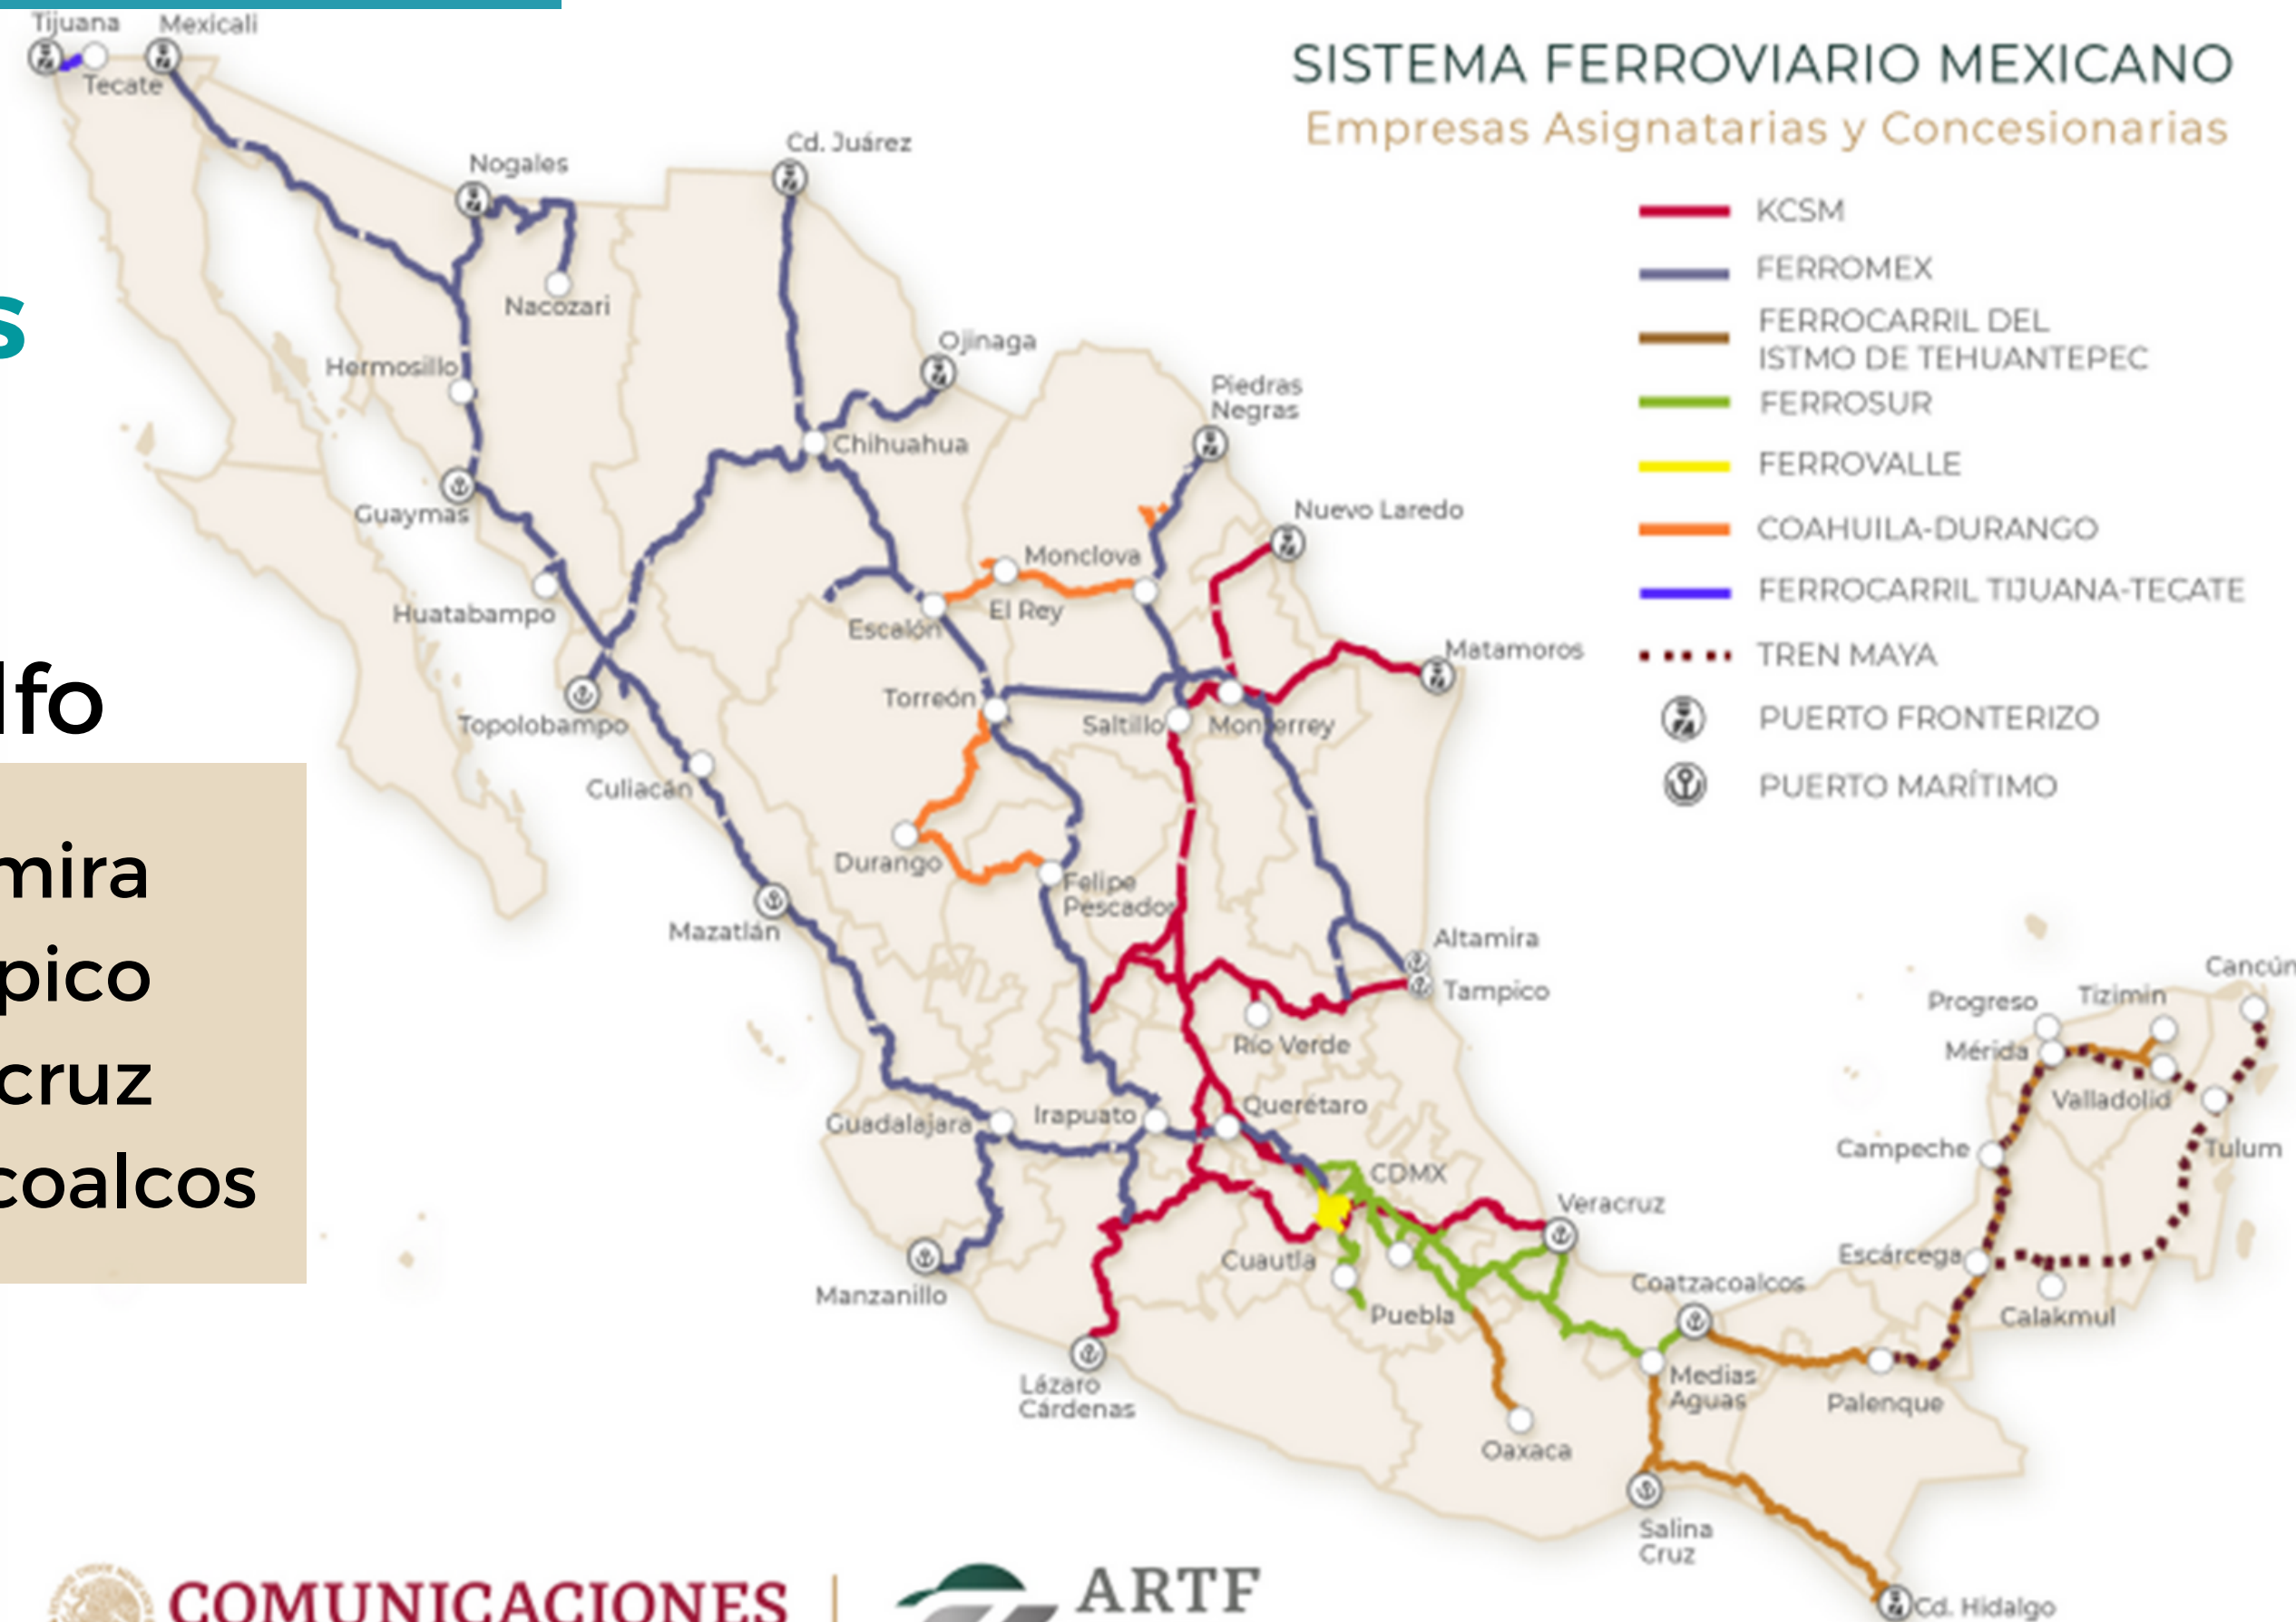 SISTEMA FERROVIARIO MEXICANO
Empresas Asignatarias y Concesionarias
KCSM
FERROMEX
FERROCARRIL DEL
ISTMO DE TEHUANTEPEC
FERROSUR
FERROVALLE
COAHUILA-DURANGO
FERROCARRIL TIJUANA-TECATE
TREN MAYA
PUERTO FRONTERIZO
PUERTO MARÍTIMO
Tijuana
Mexicali
Tecate
Nogales
Cd. Juárez
Nacozari
Ojinaga
Hermosillo
Piedras
Negras
Chihuahua
Guaymas
Nuevo Laredo
Monclova
Huatabampo
El Rey
Escalón
Matamoros
Torreón
Saltillo
Monterrey
Topolobampo
Culiacán
Durango
Felipe
Pescador
Mazatlán
Altamira
Tampico
Río Verde
Cancún
Progreso
Tizimin
Mérida
Valladolid
Tulum
Campeche
Guadalajara
Irapuato
Querétaro
CDMX
Veracruz
Escárcega
Calakmul
Cuautla
Coatzacoalcos
Manzanillo
Puebla
Lázaro
Cárdenas
Medias
Aguas
Palenque
Oaxaca
Salina
Cruz
Cd. Hidalgo
s
lfo
mira
pico
cruz
coalcos
COMUNICACIONES
ARTF